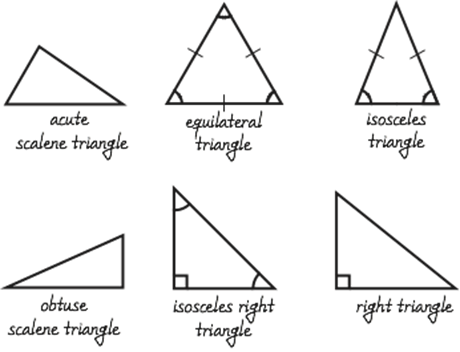 acute
scalene triangle
equilateral
triangle
isosceles
triangle
obtuse
scalene triangle
isosceles right
triangle
right triangle